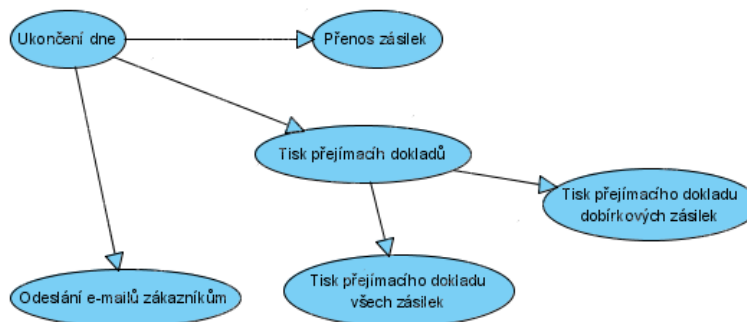 Ukončení dne
Přenos zásilek
Tisk přejímacíh dokladů
Tisk přejímacího dokladu
dobírkových zásilek
Odeslání e-mailů zákazníkům
Tisk přejímacího dokladu
všech zásilek